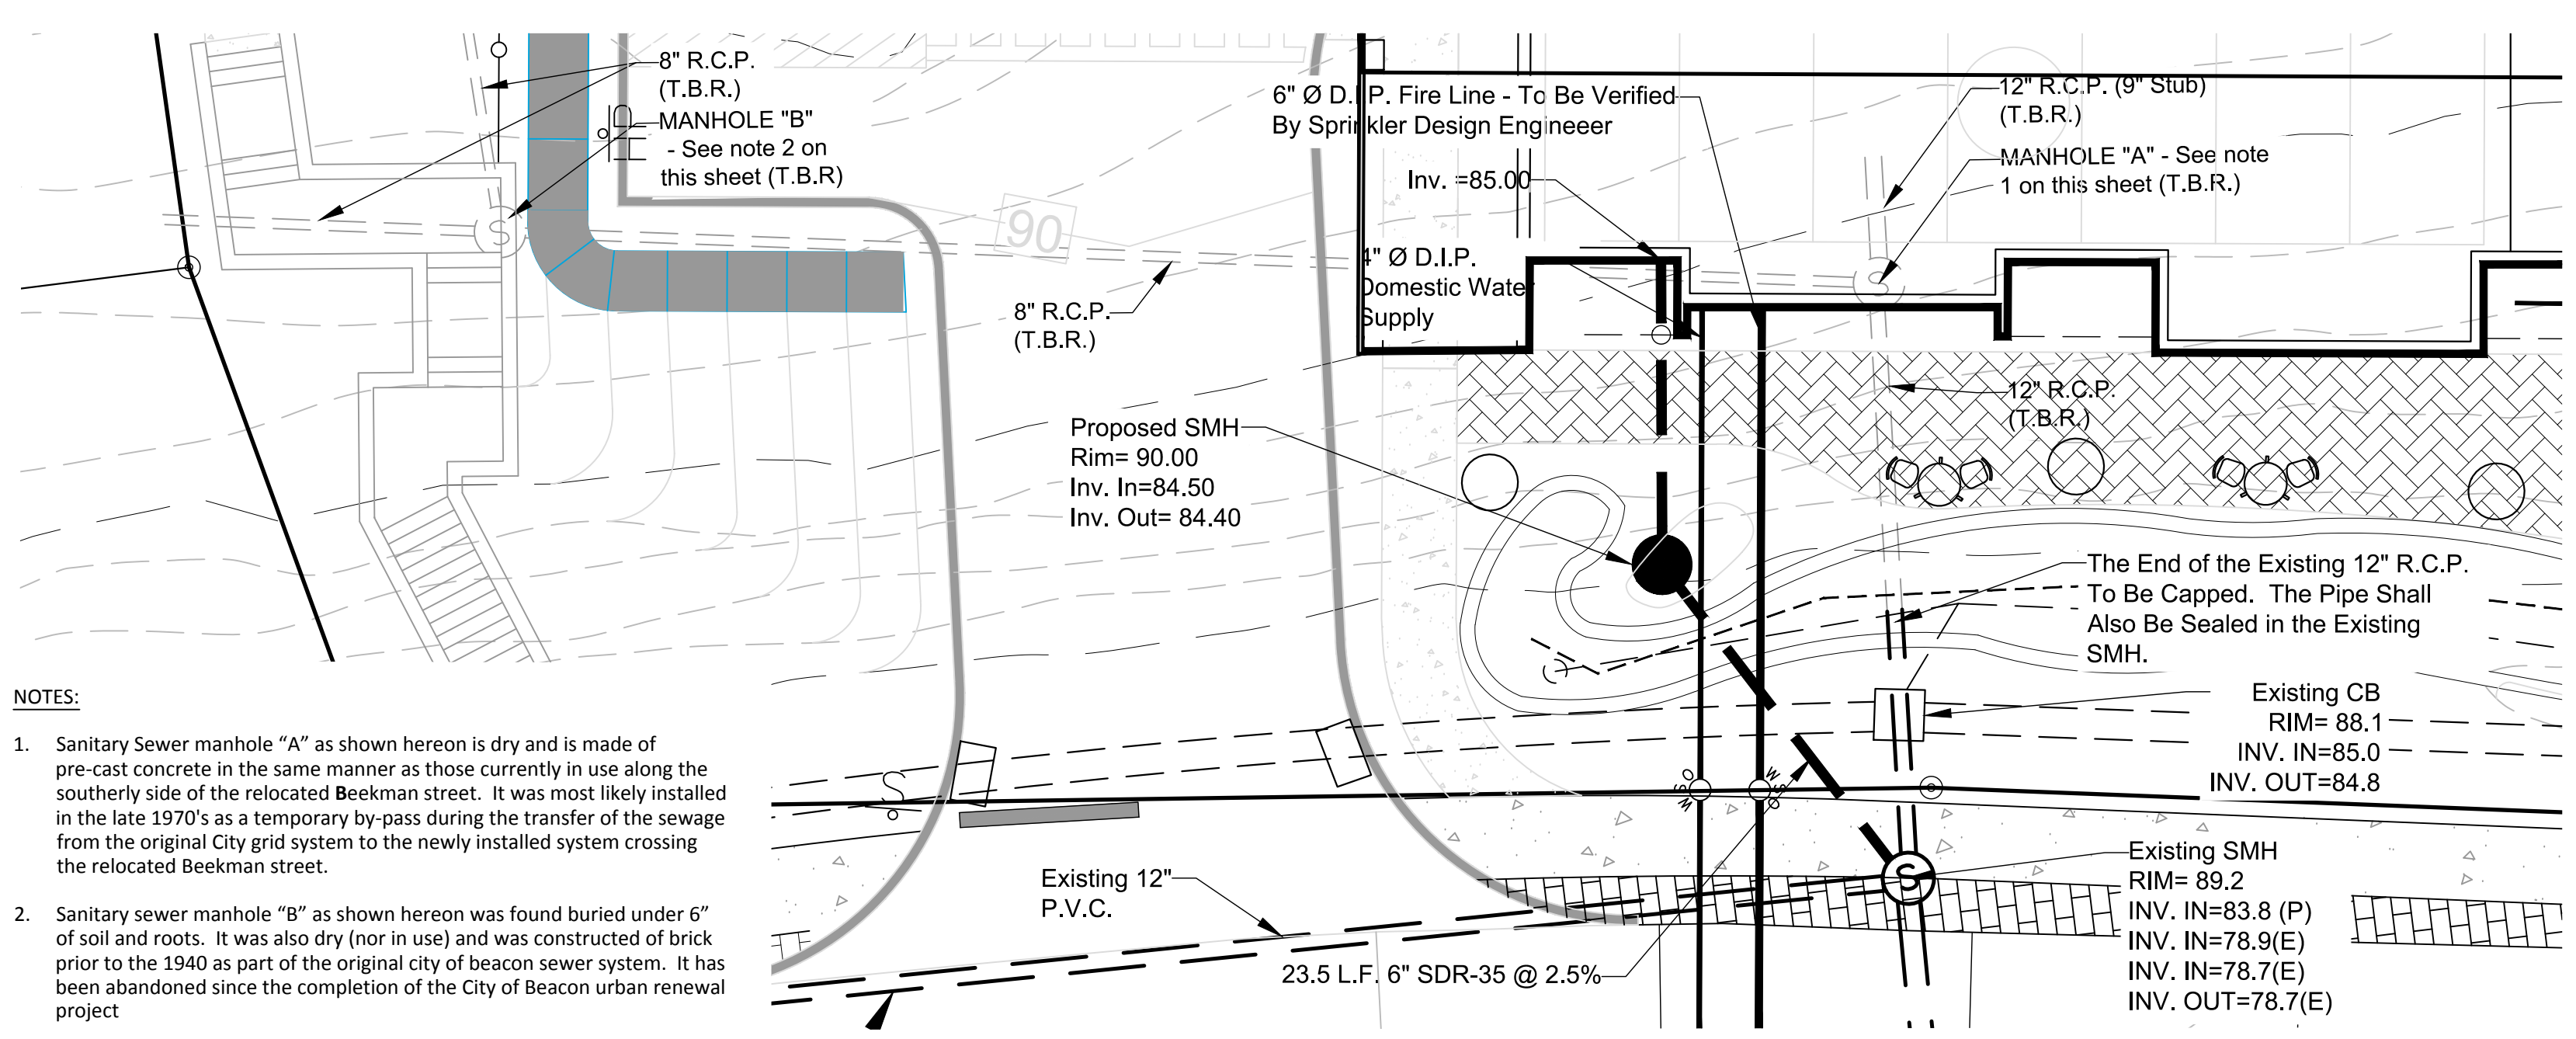 8" R.C.P.
(T.B.R.)
MANHOLE "B"
- See note 2 on
this sheet (T.B.R)
HD
S
90
8" R.C.P.
(T.B.R.)
6" Ø D.I.P. Fire Line - To Be Verified
By Sprinkler Design Engineeer
Inv. =85.00
4" Ø D.I.P.
Domestic Water
Supply
12" R.C.P. (9" Stub)
(T.B.R.)
MANHOLE "A" - See note
1 on this sheet (T.B.R.)
S
12" R.C.P.
(T.B.R.)
Proposed SMH
Rim= 90.00
Inv. In=84.50
Inv. Out= 84.40
The End of the Existing 12" R.C.P.
To Be Capped. The Pipe Shall
Also Be Sealed in the Existing
SMH.
Existing CB
RIM= 88.1
INV. IN=85.0
INV. OUT=84.8
S
WSO
WSO
Existing SMH
RIM= 89.2
INV. IN=83.8 (P)
INV. IN=78.9(E)
INV. IN=78.7(E)
INV. OUT=78.7(E)
S
Existing 12"
P.V.C.
23.5 L.F. 6" SDR-35 @ 2.5%
NOTES:
1. Sanitary Sewer manhole “A” as shown hereon is dry and is made of
pre-cast concrete in the same manner as those currently in use along the
southerly side of the relocated Beekman street. It was most likely installed
in the late 1970's as a temporary by-pass during the transfer of the sewage
from the original City grid system to the newly installed system crossing
the relocated Beekman street.
2. Sanitary sewer manhole “B” as shown hereon was found buried under 6”
of soil and roots. It was also dry (nor in use) and was constructed of brick
prior to the 1940 as part of the original city of beacon sewer system. It has
been abandoned since the completion of the City of Beacon urban renewal
project